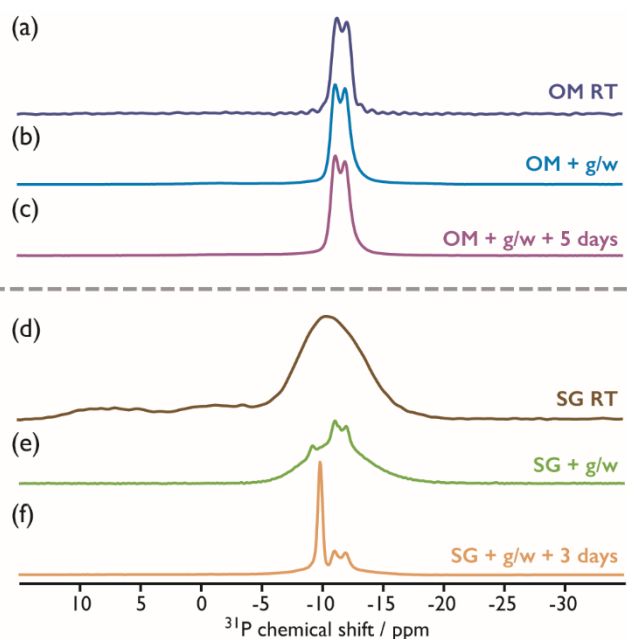 (a)
OM RT
(b)
OM + g/w
(c)
OM + g/w + 5 days
(d)
SG RT
(e)
SG + g/w
(f)
SG + g/w + 3 days
10 5 0 -5 -10 -15 -20 -25 -30
³¹P chemical shift / ppm